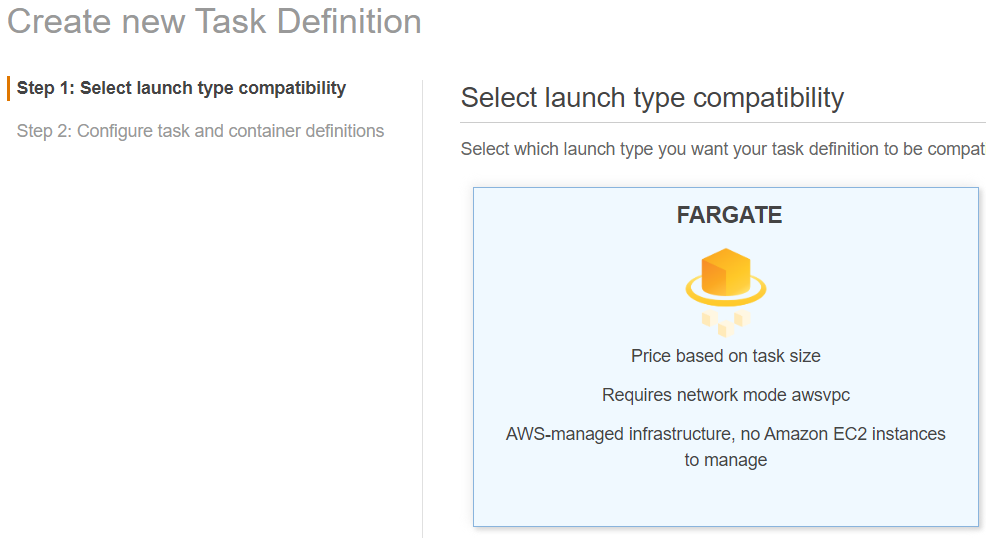 Create new Task Definition
Step 1: Select launch type compatibility
Step 2: Configure task and container definitions
Select launch type compatibility
Select which launch type you want your task definition to be compat
FARGATE
Price based on task size
Requires network mode awsvpc
AWS-managed infrastructure, no Amazon EC2 instances
to manage